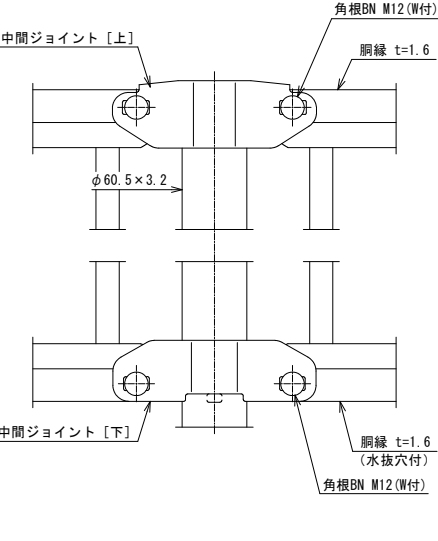 角根BN M12(W付)
中間ジョイント [上]
胴縁 t=1.6
φ60.5×3.2
中間ジョイント [下]
胴縁 t=1.6
(水抜穴付)
角根BN M12(W付)